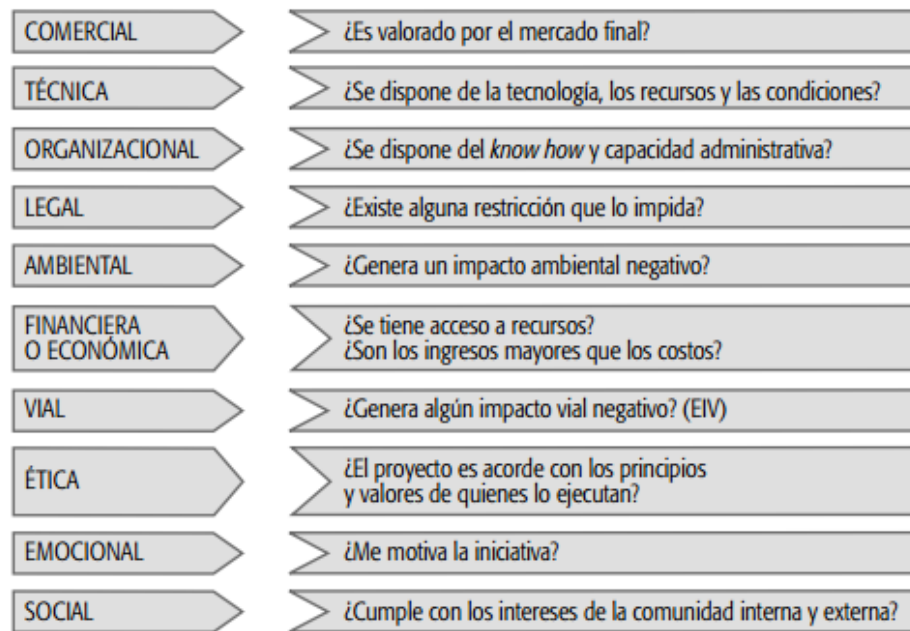 COMERCIAL
¿Es valorado por el mercado final?
TÉCNICA
¿Se dispone de la tecnología, los recursos y las condiciones?
ORGANIZACIONAL
¿Se dispone del know how y capacidad administrativa?
LEGAL
¿Existe alguna restricción que lo impida?
AMBIENTAL
¿Genera un impacto ambiental negativo?
FINANCIERA
O ECONÓMICA
¿Se tiene acceso a recursos?
¿Son los ingresos mayores que los costos?
VIAL
¿Genera algún impacto vial negativo? (EIV)
ÉTICA
¿El proyecto es acorde con los principios
y valores de quienes lo ejecutan?
EMOCIONAL
¿Me motiva la iniciativa?
SOCIAL
¿Cumple con los intereses de la comunidad interna y externa?